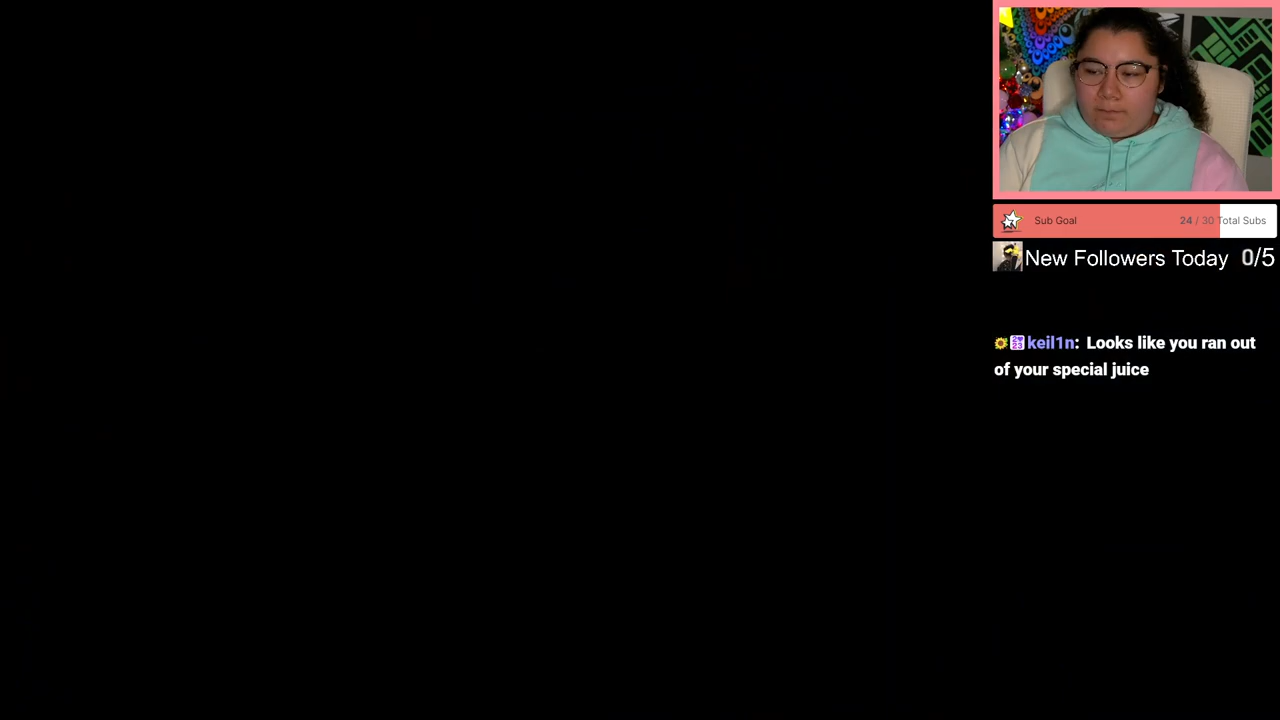 Sub Goal 24 / 30 Total Subs
New Followers Today 0/5
keil1n: Looks like you ran out
of your special juice